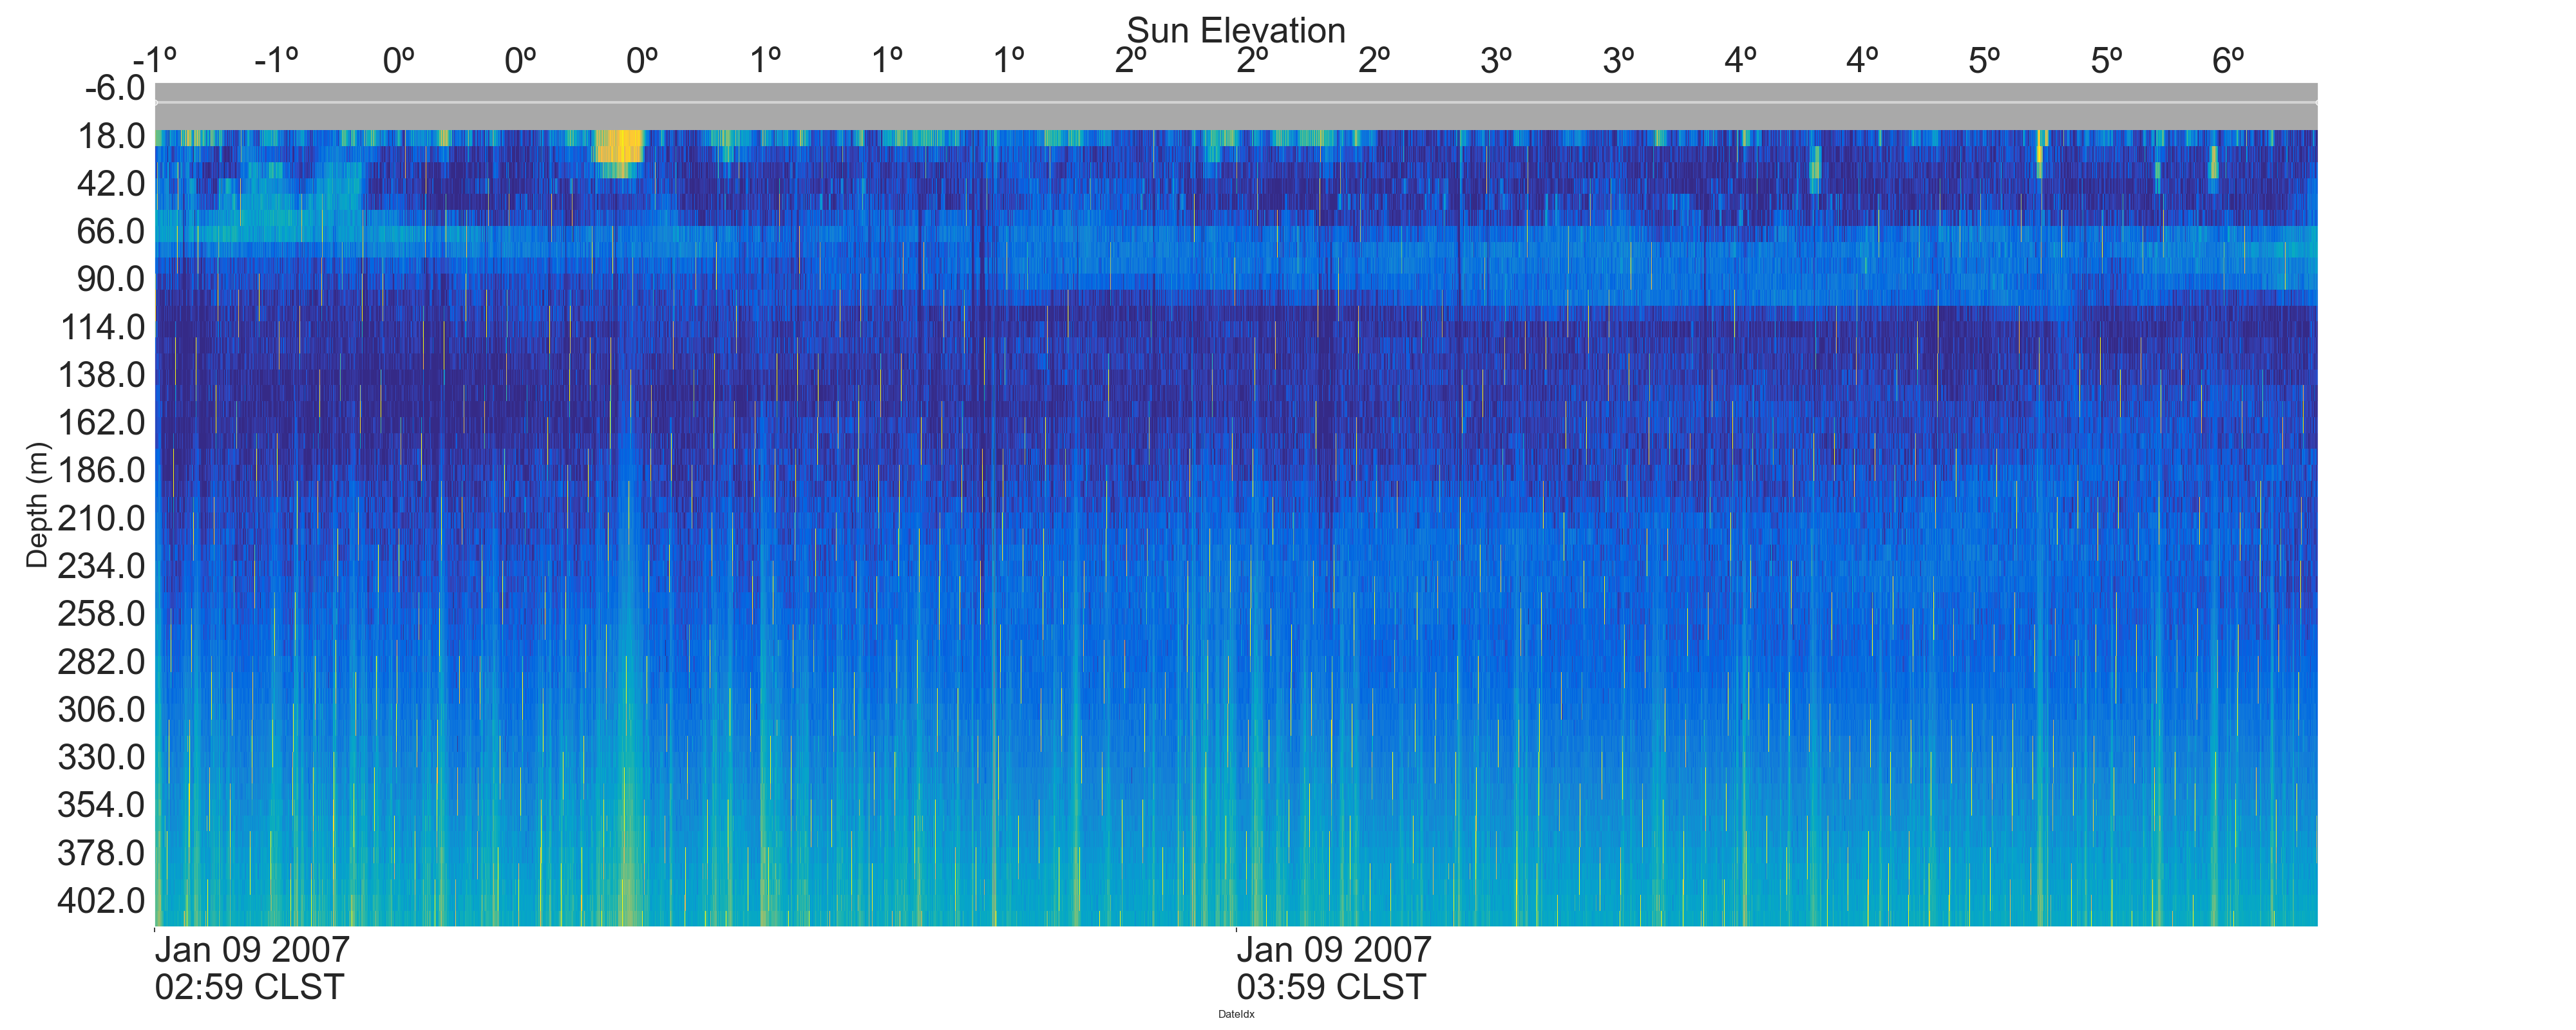 Sun Elevation
-1º -1º 0º 0º 0º 1º 1º 1º 2º 2º 2º 3º 3º 4º 4º 5º 5º 6º
-6.0
18.0
42.0
66.0
90.0
114.0
138.0
162.0
186.0
210.0
234.0
258.0
282.0
306.0
330.0
354.0
378.0
402.0
Depth (m)
Jan 09 2007
02:59 CLST
Jan 09 2007
03:59 CLST
DateIdx